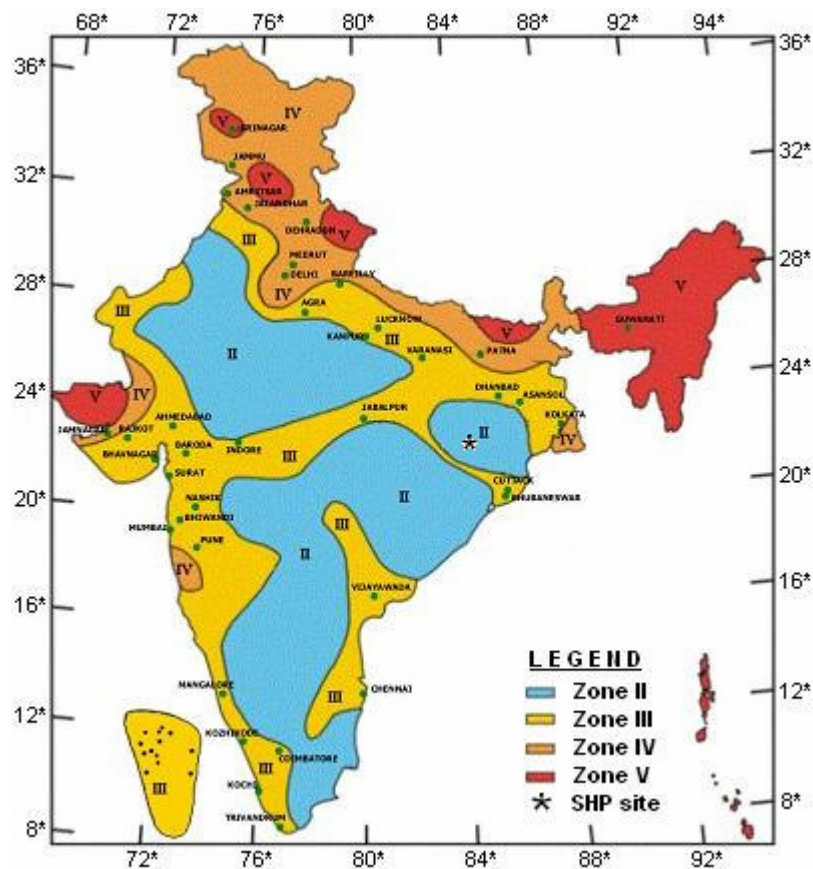 68° 72° 76° 80° 84° 88° 92° 94°
36° 36°
IV
V
SRINAGAR
JAMMU
32° 32°
V
AMRITSAR
JALANDHAR
DEHRADUN
V
III
MEERUT
DELHI
BAREILLY
28° 28°
IV
V
AGRA
III
LUCKNOW
KANPUR
III
V
GUWAHATI
VARANASI
PATNA
II
24° 24°
V
IV
DHANBAD
ASANSOL
AHMEDABAD
JABALPUR
KOLKATA
JAMNAGAR
RAJKOT
II
IV
BARODA
INDORE
BHAVNAGAR
III
SURAT
CUTTACK
BHUBANESWAR
20° 20°
NASHIK
II
BHIWANDI
MUMBAI
III
PUNE
II
IV
VIJAYAWADA
16° 16°
LEGEND
MANGALORE
III
CHENNAI
Zone II
12° 12°
Zone III
KOZHIKODE
COIMBATORE
Zone IV
III
III
KOCHI
Zone V
TRIVANDRUM
SHP site
8° 8°
72° 76° 80° 84° 88° 92°